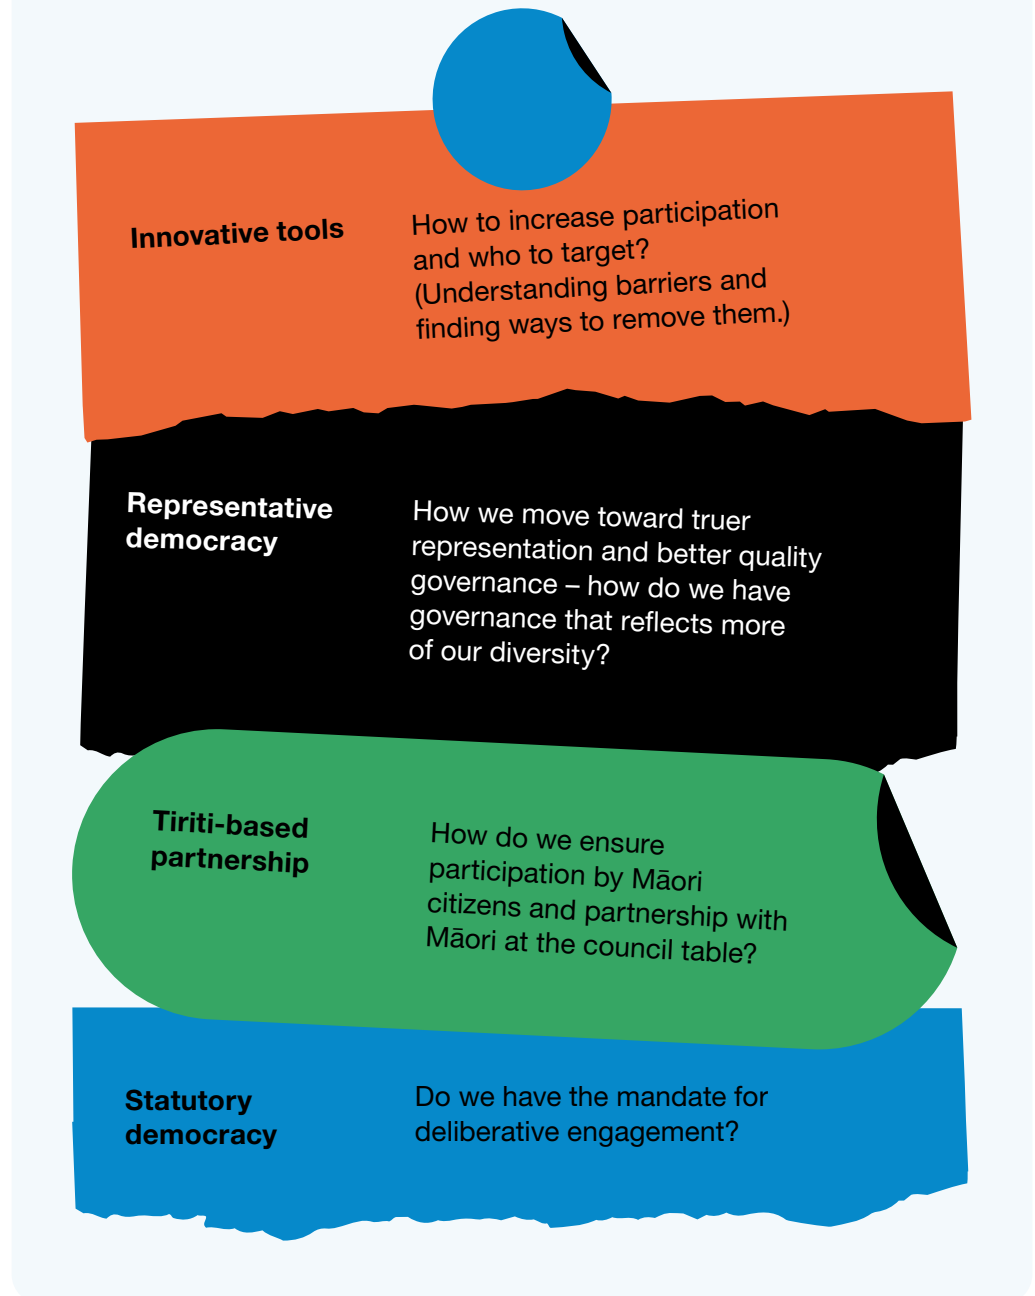 Innovative tools
How to increase participation
and who to target?
(Understanding barriers and
finding ways to remove them.)
Representative
democracy
How we move toward truer
representation and better quality
governance – how do we have
governance that reflects more
of our diversity?
Tiriti-based
partnership
How do we ensure
participation by Māori
citizens and partnership with
Māori at the council table?
Statutory
democracy
Do we have the mandate for
deliberative engagement?